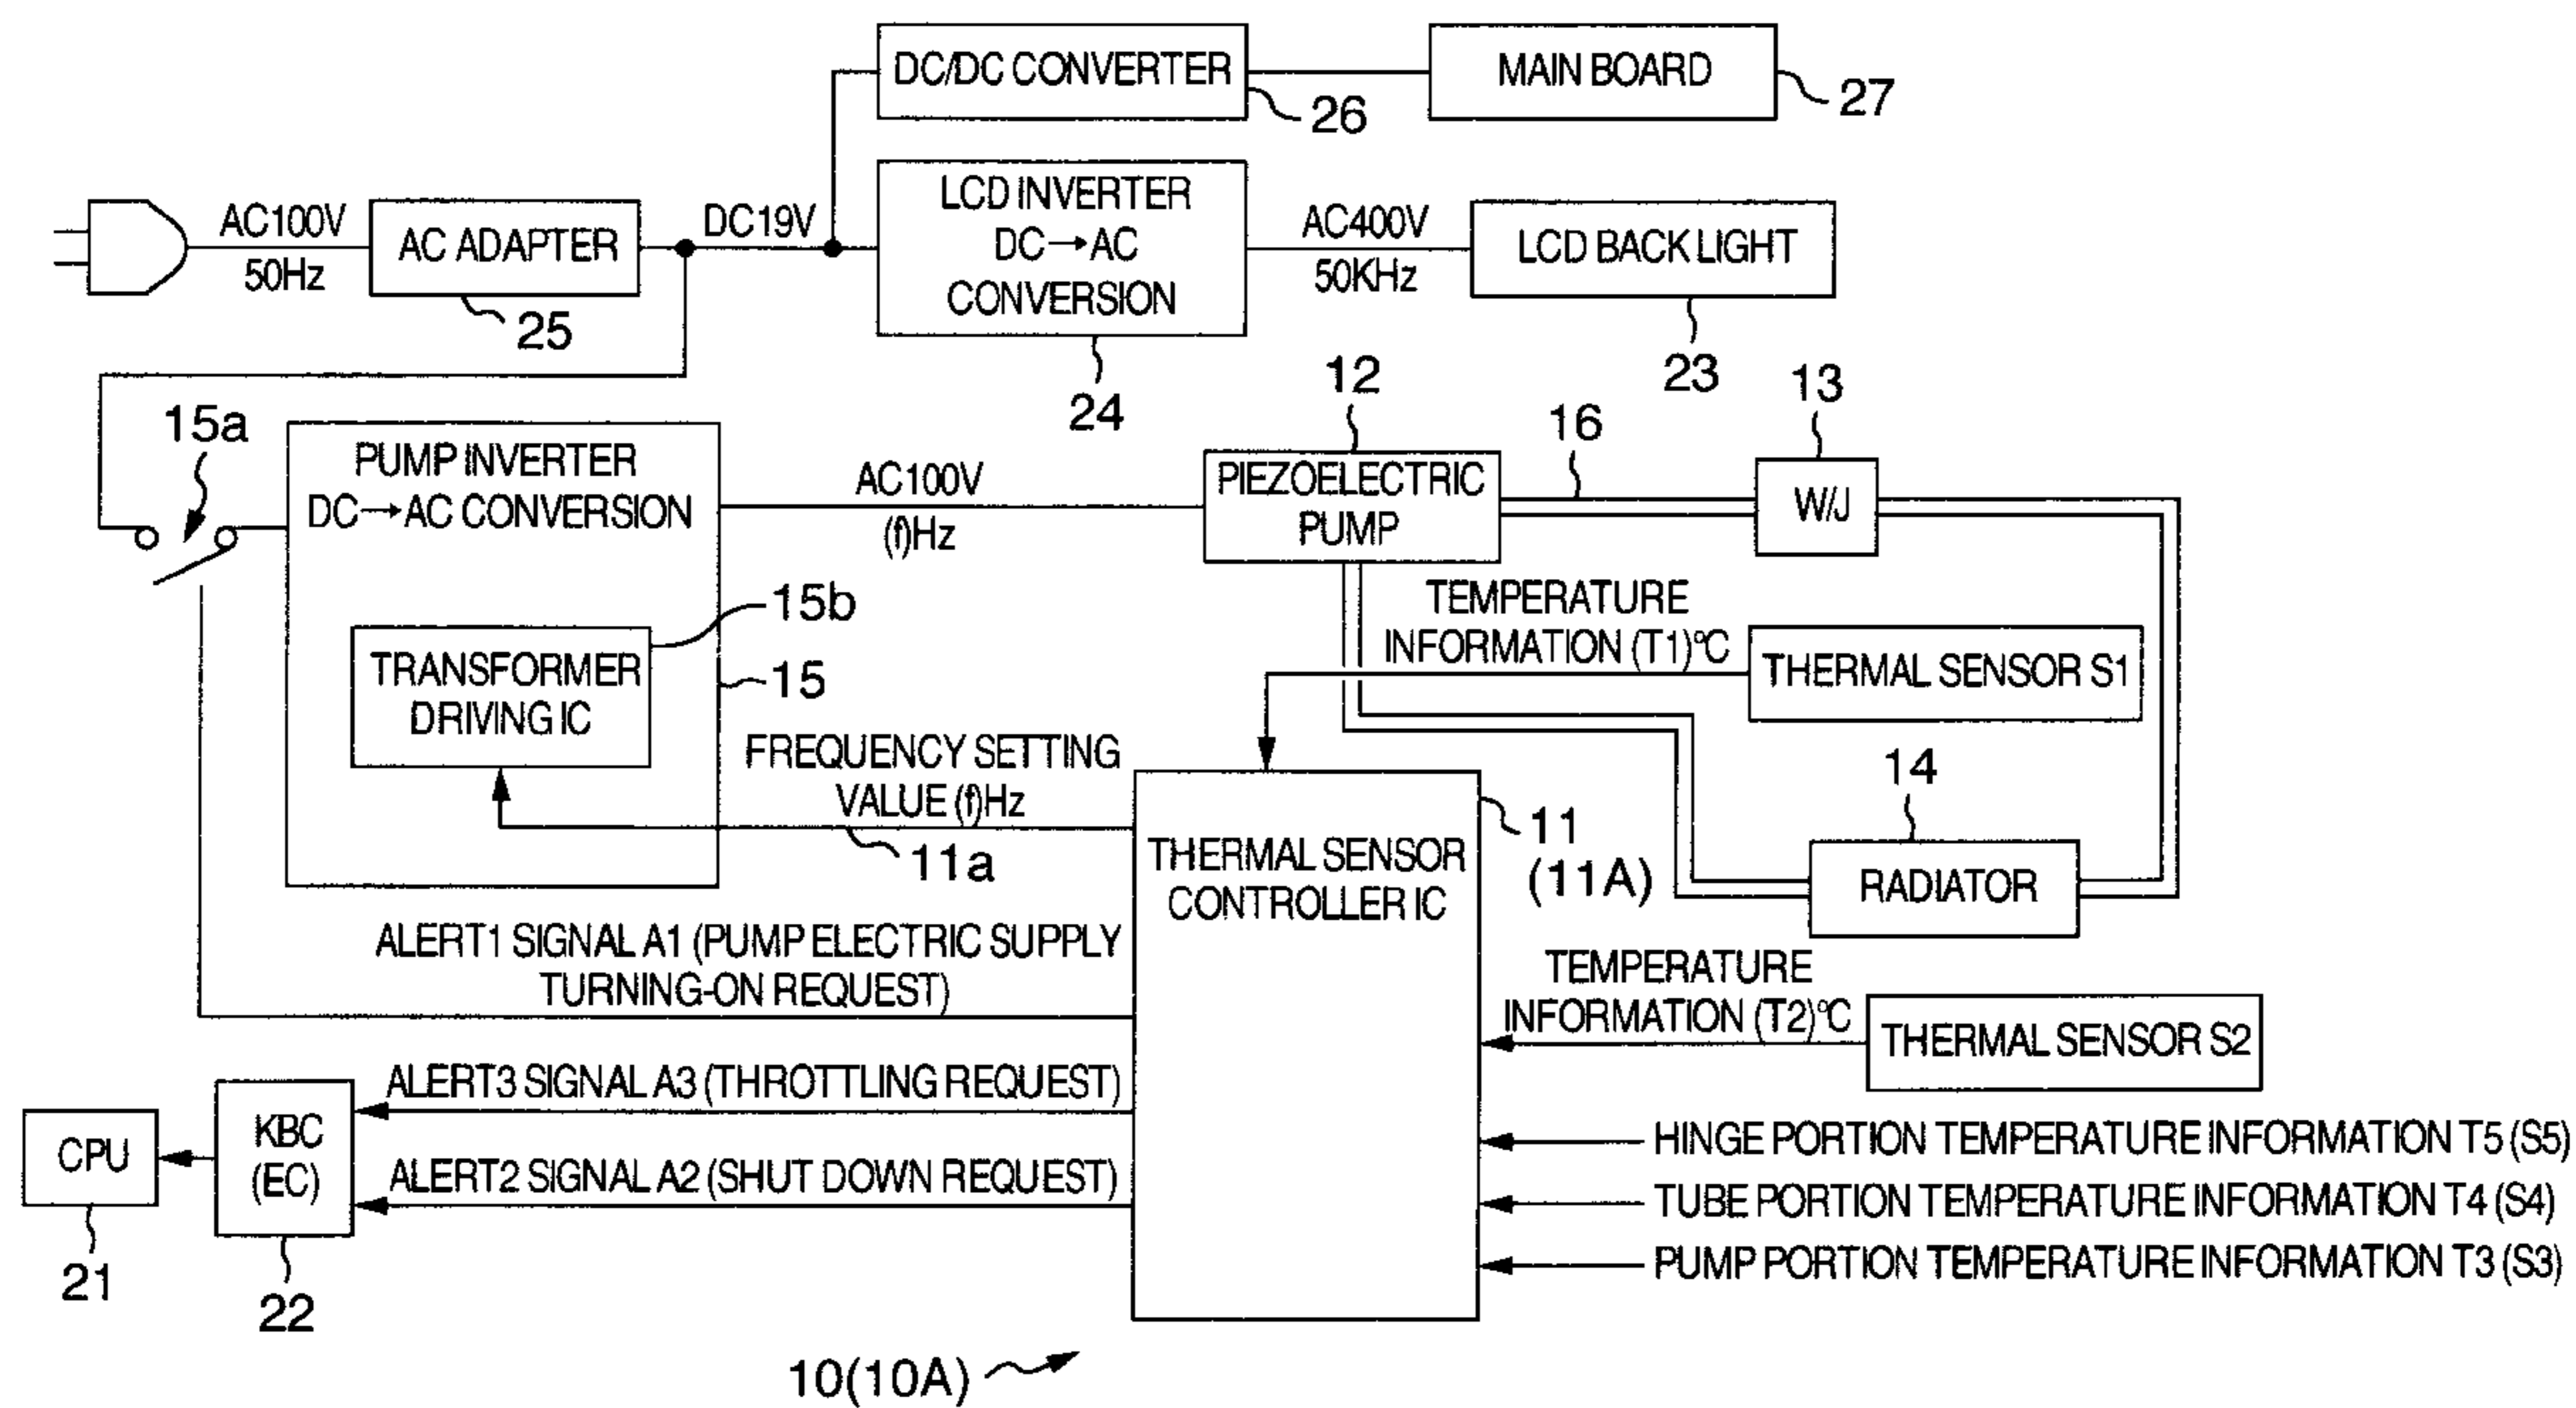 DC/DC CONVERTER
26
MAIN BOARD
27
AC100V
50Hz
AC ADAPTER
25
DC19V
LCD INVERTER
DC→AC
CONVERSION
24
AC400V
50KHz
LCD BACK LIGHT
23
15a
PUMP INVERTER
DC→AC CONVERSION
AC100V
(f)Hz
12
PIEZOELECTRIC
PUMP
16
13
W/J
15b
TRANSFORMER
DRIVING IC
15
TEMPERATURE
INFORMATION (T1)°C
THERMAL SENSOR S1
FREQUENCY SETTING
VALUE (f)Hz
11a
THERMAL SENSOR
CONTROLLER IC
11
(11A)
14
RADIATOR
ALERT1 SIGNAL A1 (PUMP ELECTRIC SUPPLY
TURNING-ON REQUEST)
TEMPERATURE
INFORMATION (T2)°C
THERMAL SENSOR S2
ALERT3 SIGNAL A3 (THROTTLING REQUEST)
CPU
21
KBC
(EC)
22
ALERT2 SIGNAL A2 (SHUT DOWN REQUEST)
HINGE PORTION TEMPERATURE INFORMATION T5 (S5)
TUBE PORTION TEMPERATURE INFORMATION T4 (S4)
PUMP PORTION TEMPERATURE INFORMATION T3 (S3)
10(10A)